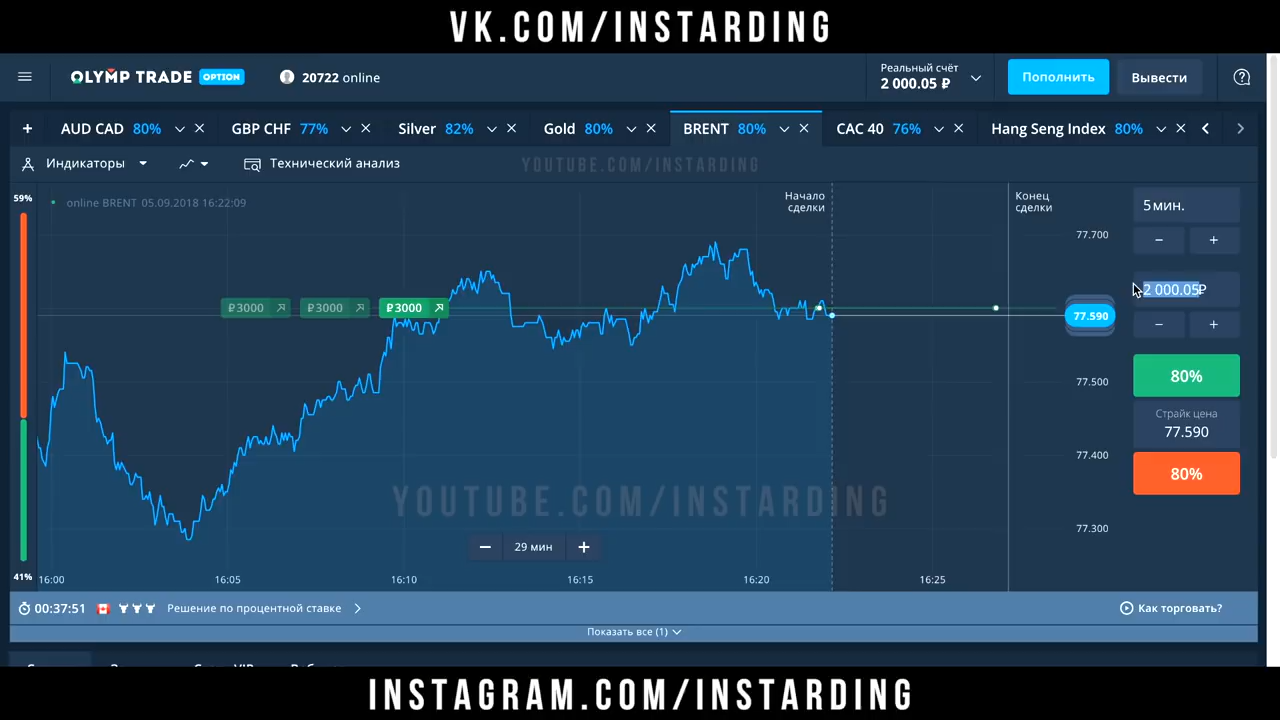 VK.COM/INSTARDING
OLYMP TRADE OPTION 20722 online
Реальный счёт
2 000.05 ₽
Пополнить Вывести
AUD CAD 80% GBP CHF 77% Silver 82% Gold 80% BRENT 80% CAC 40 76% Hang Seng Index 80%
Индикаторы Технический анализ
YOUTUBE.COM/INSTARDING
59%
online BRENT 05.09.2018 16:22:09
Начало
сделки
Конец
сделки
5 мин.
77.700
− +
2 000.05₽
₽3000 ₽3000 ₽3000
77.590
− +
80%
77.500
Страйк цена
77.590
77.400
80%
YOUTUBE.COM/INSTARDING
77.300
− 29 мин +
41%
16:00 16:05 16:10 16:15 16:20 16:25
00:37:51 Решение по процентной ставке Как торговать?
Показать все (1)
INSTAGRAM.COM/INSTARDING